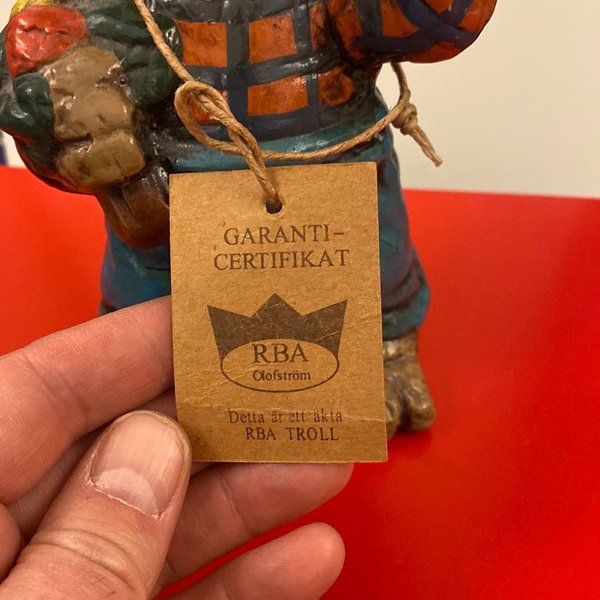 GARANTI-
CERTIFIKAT
RBA
Olofström
Detta är ett äkta
RBA TROLL